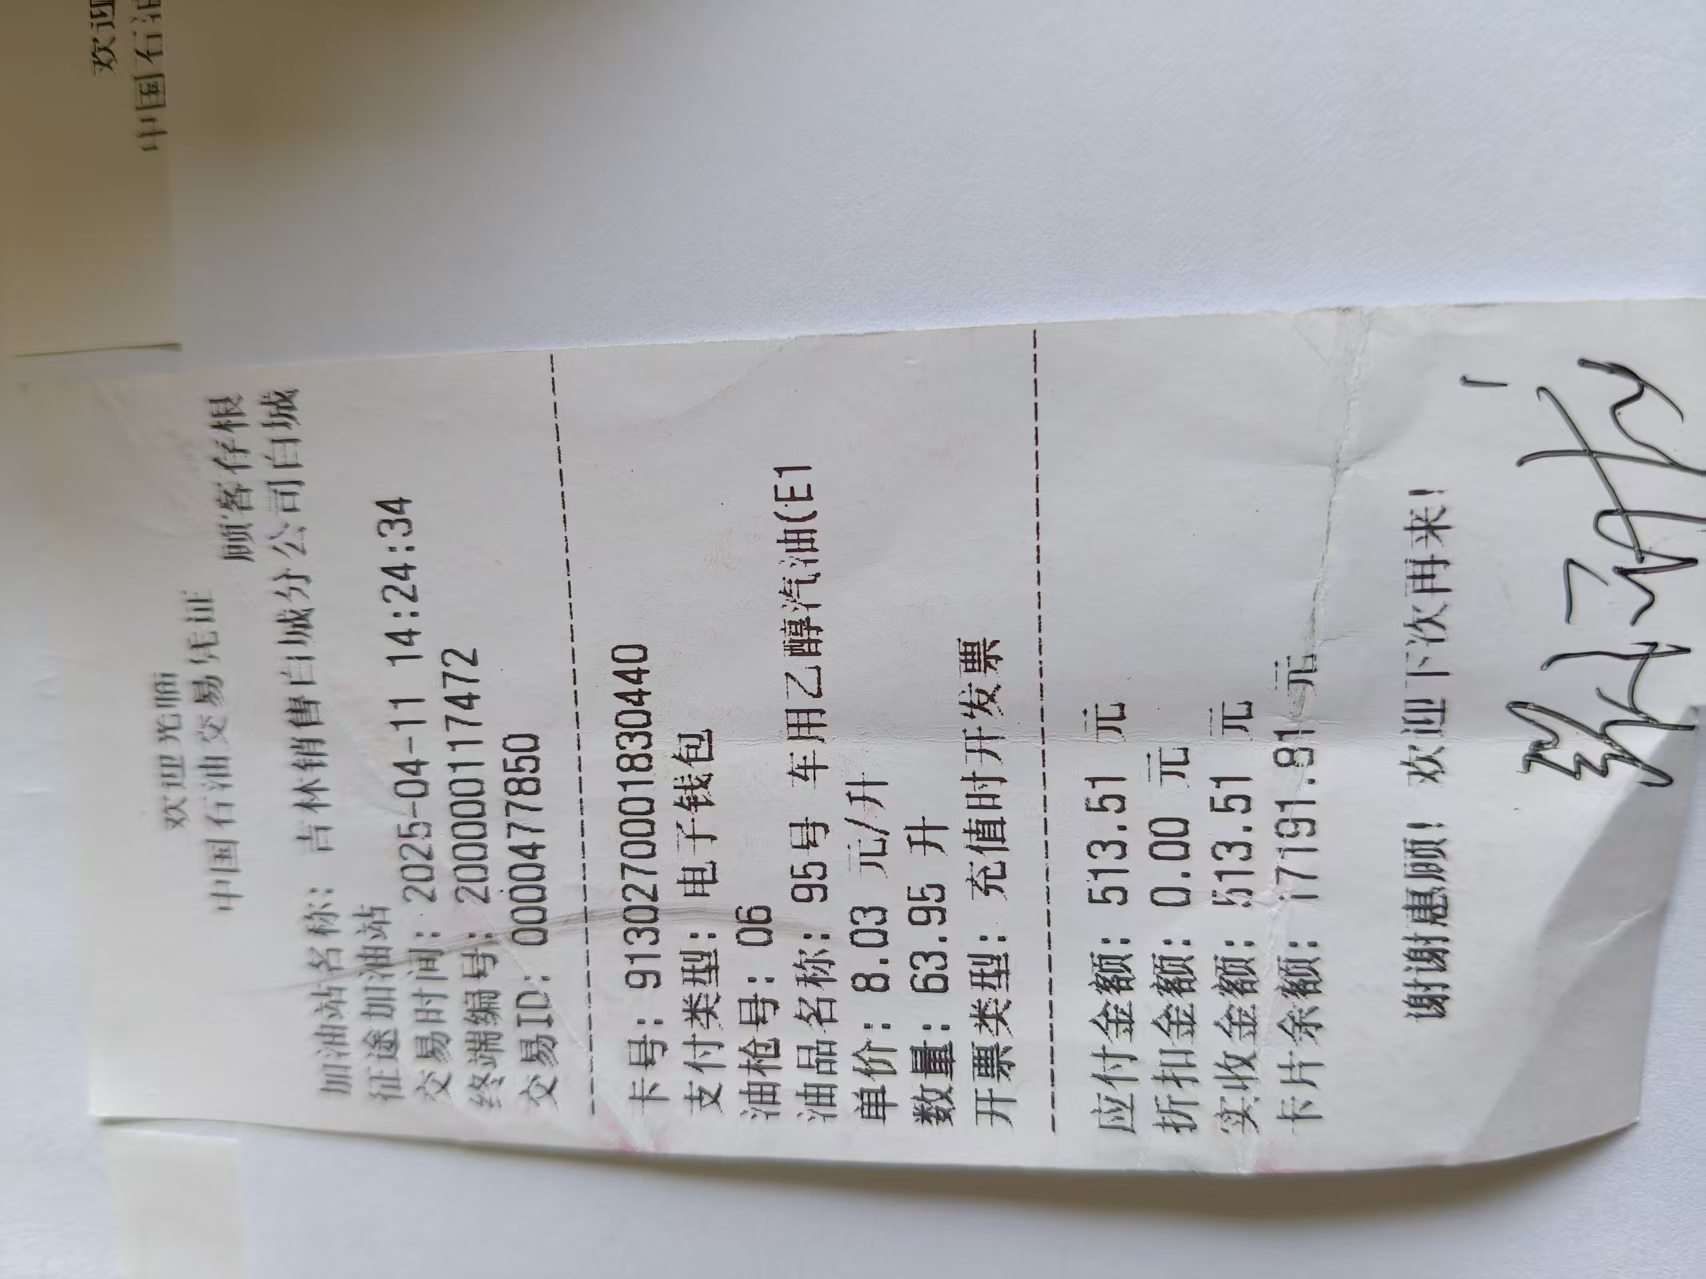 欢迎
中国石油
欢迎光临
中国石油交易凭证
顾客存根
加油站名称: 吉林销售白城分公司白城
征途加油站
交易时间: 2025-04-11 14:24:34
终端编号: 200000117472
交易ID: 0000477850
卡号: 9130270001830440
支付类型: 电子钱包
油枪号: 06
油品名称: 95号 车用乙醇汽油(E1
单价: 8.03 元/升
数量: 63.95 升
开票类型: 充值时开发票
应付金额: 513.51 元
折扣金额: 0.00 元
实收金额: 513.51 元
卡片余额: 17191.81 元
谢谢惠顾! 欢迎下次再来!